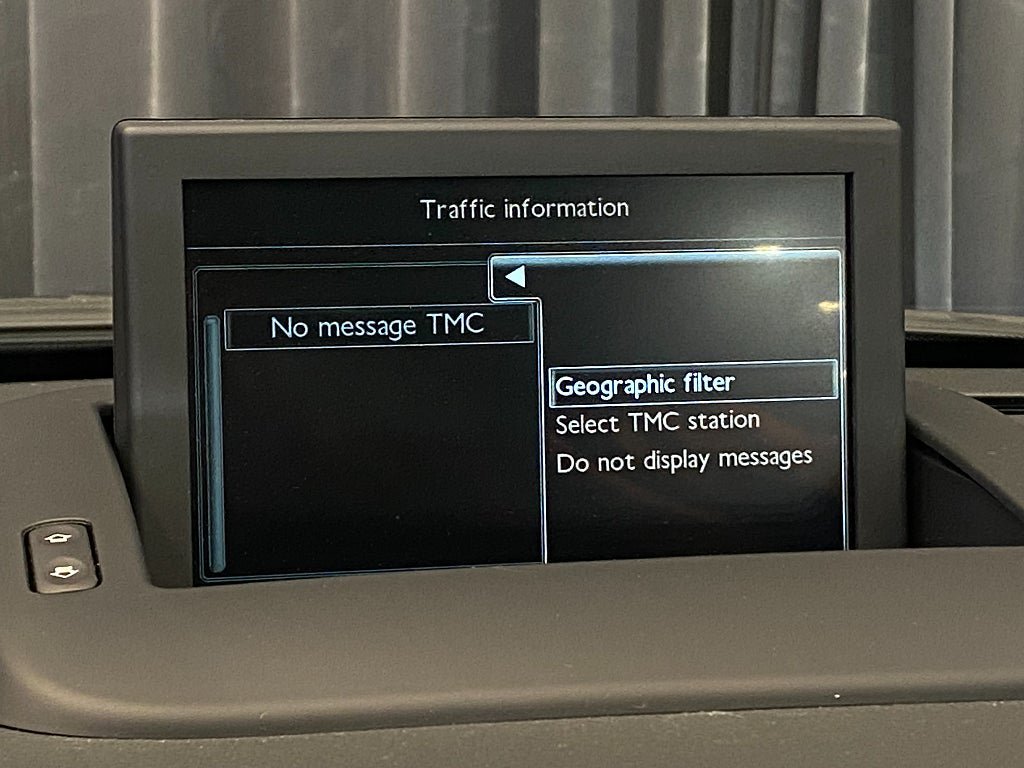 Traffic information
No message TMC
Geographic filter
Select TMC station
Do not display messages